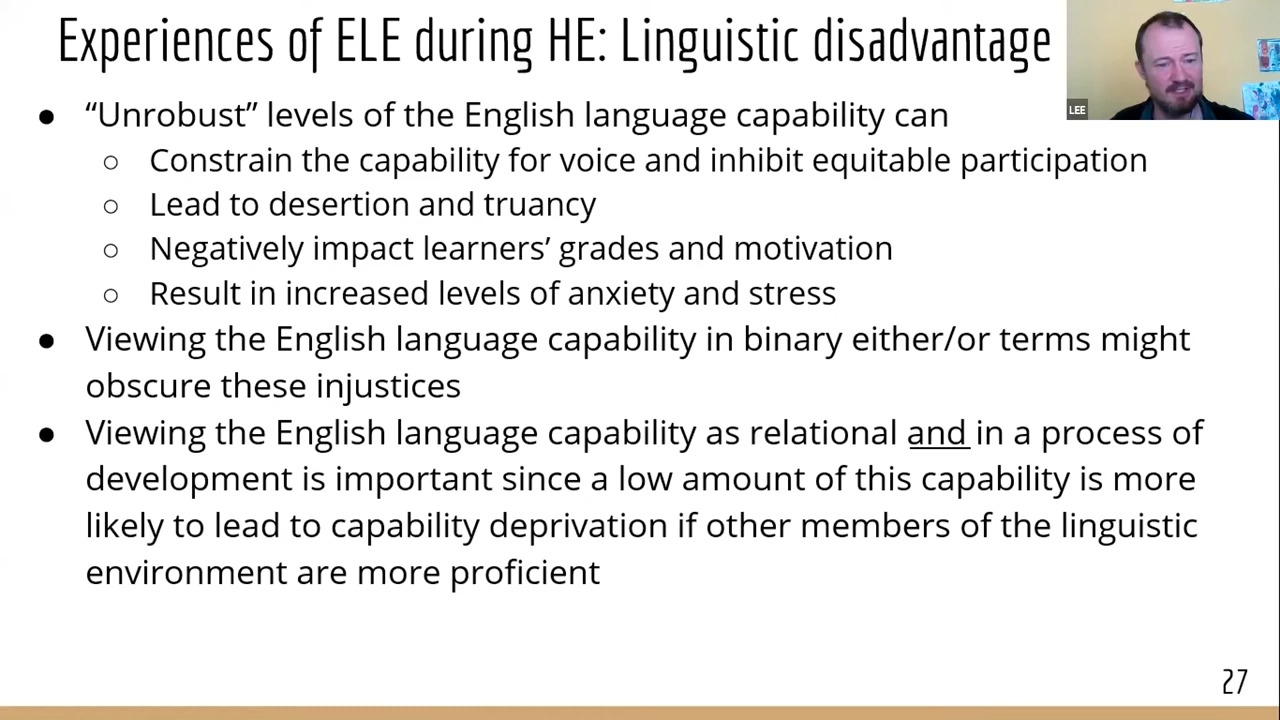 Experiences of ELE during HE: Linguistic disadvantage
LEE
● “Unrobust” levels of the English language capability can
○ Constrain the capability for voice and inhibit equitable participation
○ Lead to desertion and truancy
○ Negatively impact learners’ grades and motivation
○ Result in increased levels of anxiety and stress
● Viewing the English language capability in binary either/or terms might
obscure these injustices
● Viewing the English language capability as relational and in a process of
development is important since a low amount of this capability is more
likely to lead to capability deprivation if other members of the linguistic
environment are more proficient
27